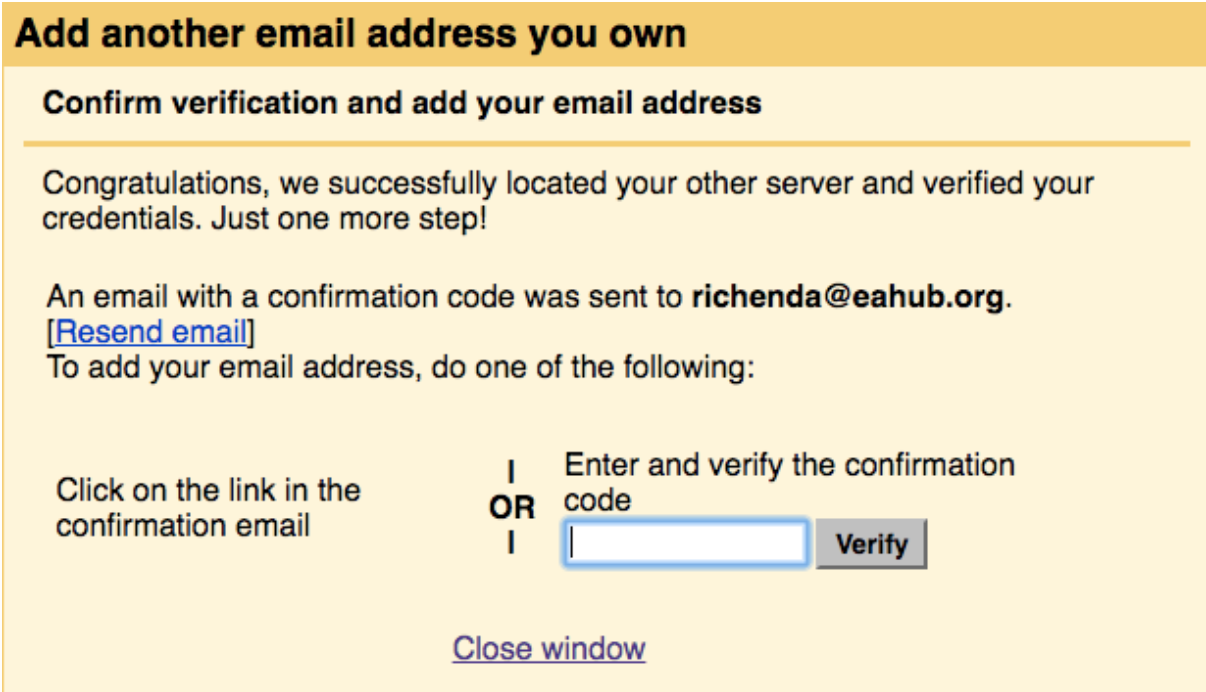 Add another email address you own
Confirm verification and add your email address
Congratulations, we successfully located your other server and verified your
credentials. Just one more step!
An email with a confirmation code was sent to richenda@eahub.org.
[Resend email]
To add your email address, do one of the following:
Click on the link in the
confirmation email
I
OR
I
Enter and verify the confirmation
code
Verify
Close window